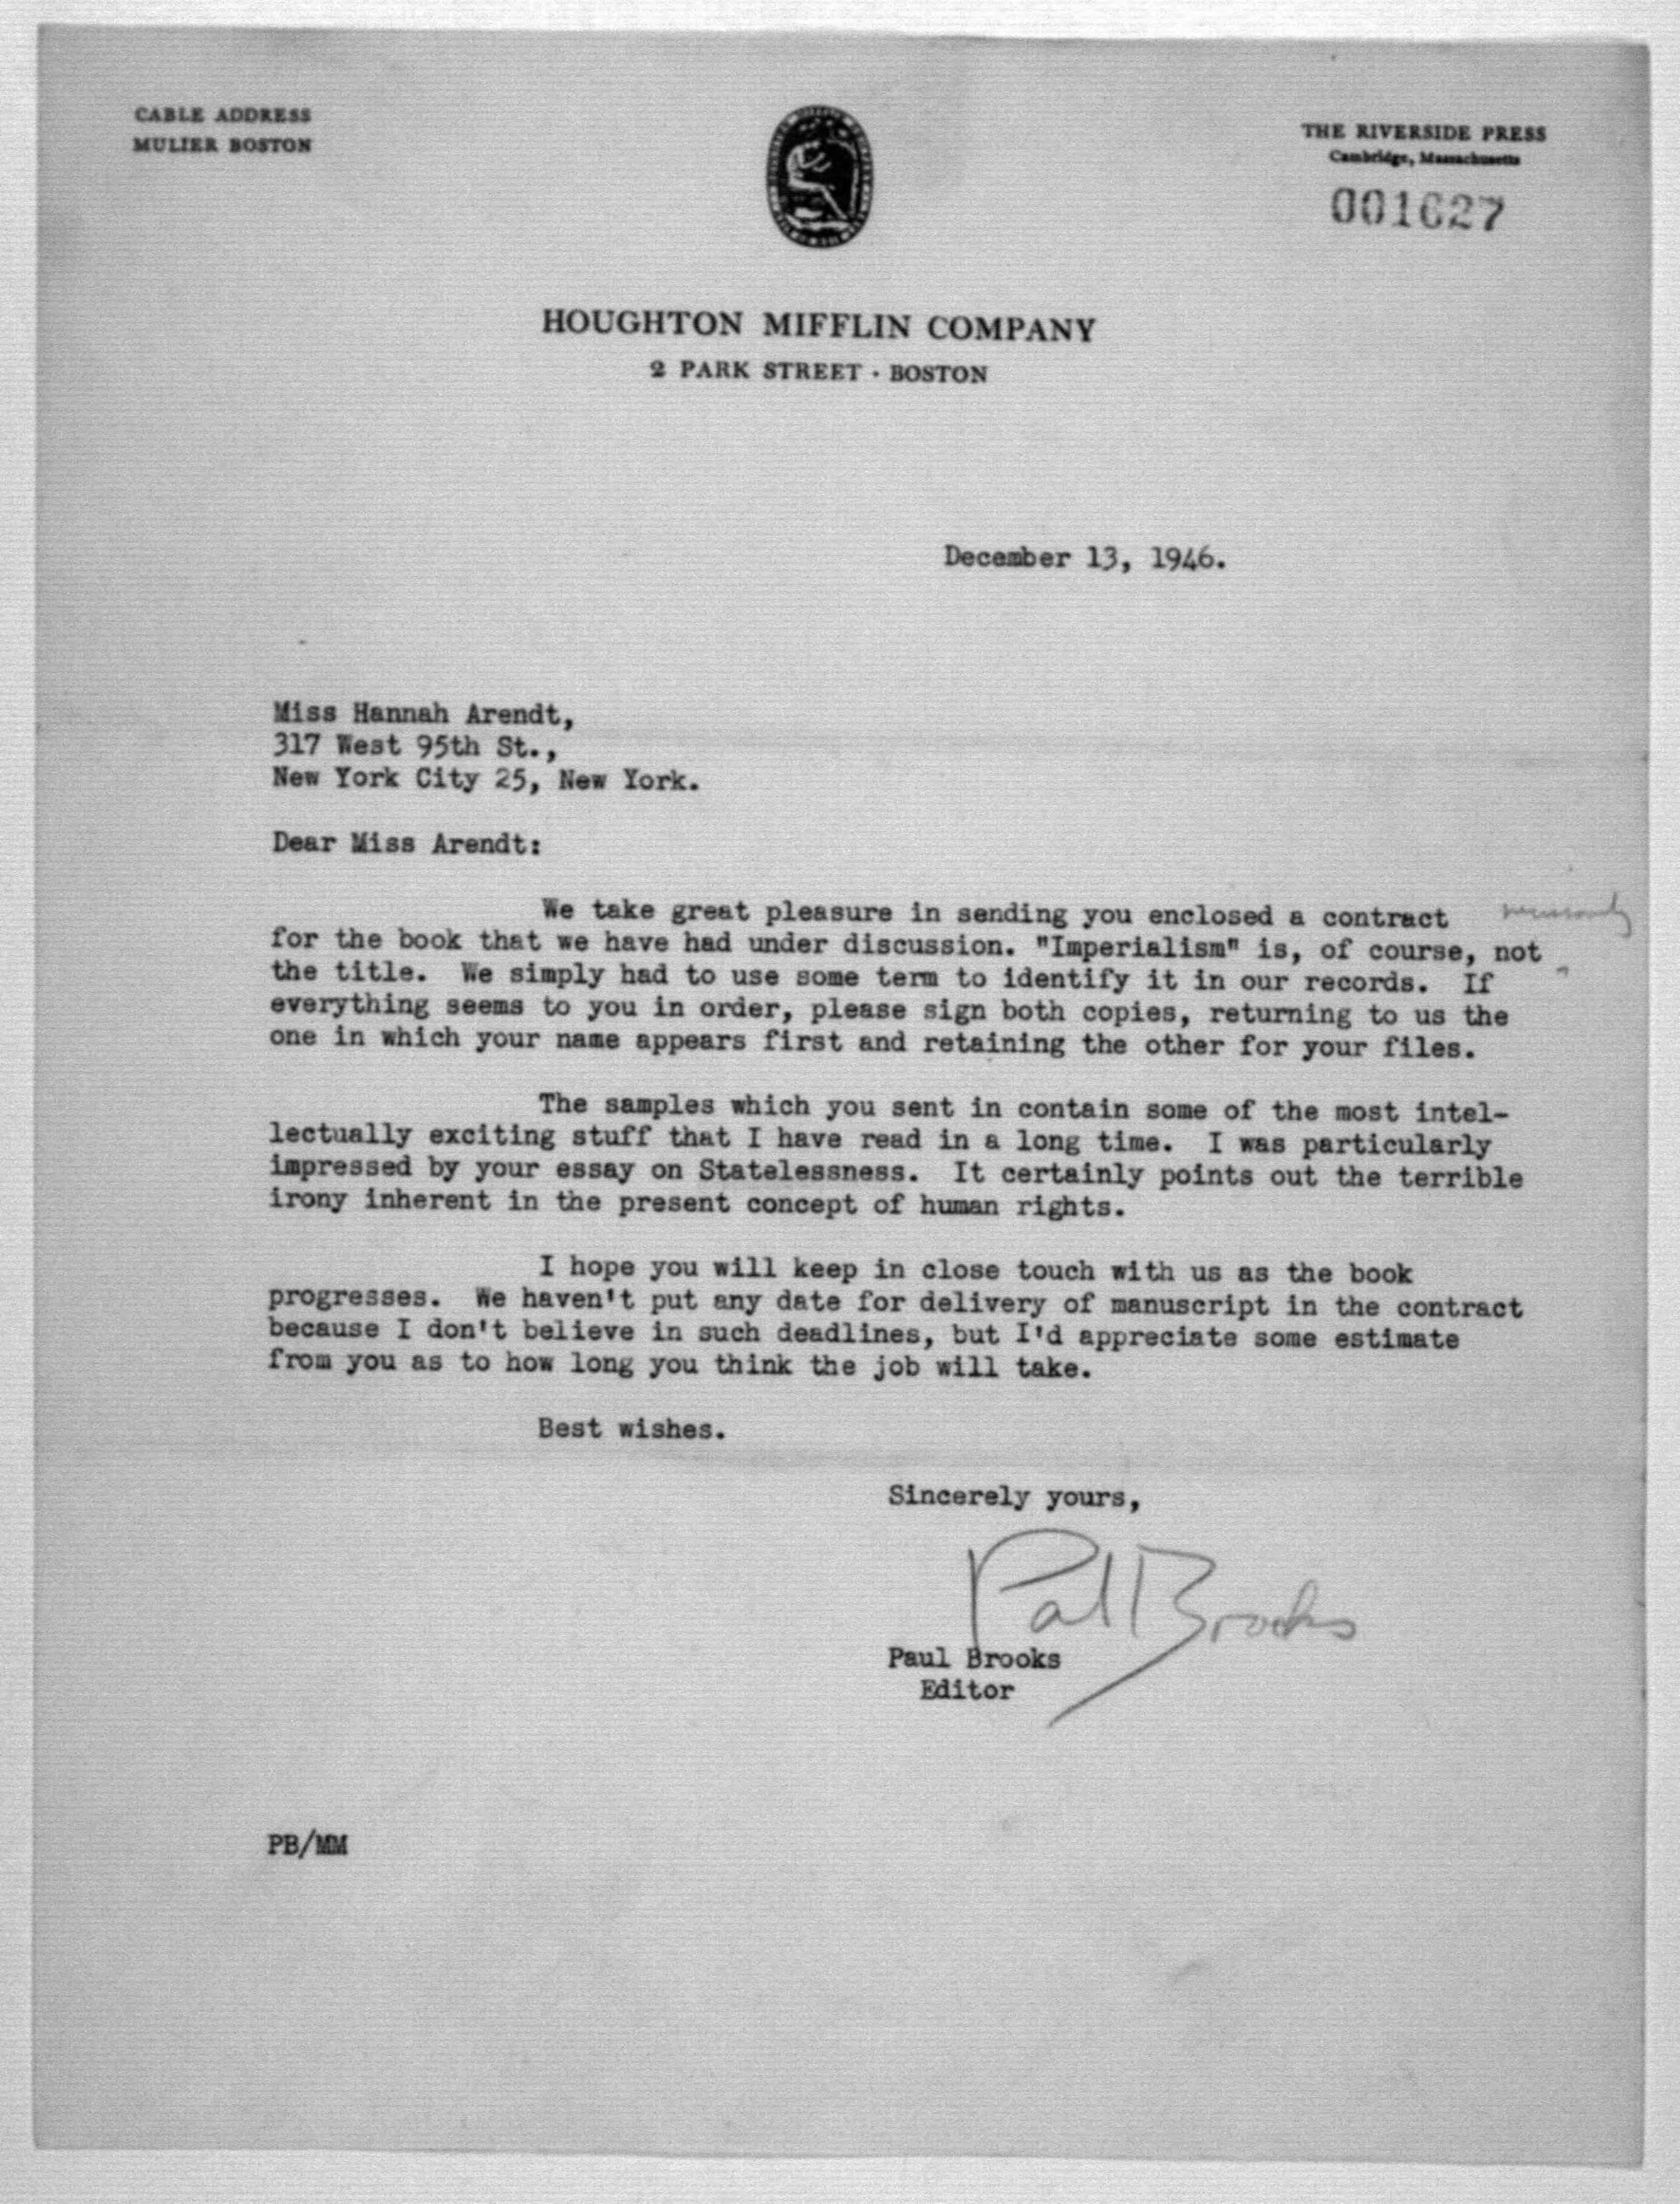 CABLE ADDRESS
MULIER BOSTON
THE RIVERSIDE PRESS
Cambridge, Massachusetts
001627
HOUGHTON MIFFLIN COMPANY
2 PARK STREET · BOSTON
December 13, 1946.
Miss Hannah Arendt,
317 West 95th St.,
New York City 25, New York.
Dear Miss Arendt:
We take great pleasure in sending you enclosed a contract
for the book that we have had under discussion. "Imperialism" is, of course, not
the title. We simply had to use some term to identify it in our records. If
everything seems to you in order, please sign both copies, returning to us the
one in which your name appears first and retaining the other for your files.
The samples which you sent in contain some of the most intel-
lectually exciting stuff that I have read in a long time. I was particularly
impressed by your essay on Statelessness. It certainly points out the terrible
irony inherent in the present concept of human rights.
I hope you will keep in close touch with us as the book
progresses. We haven't put any date for delivery of manuscript in the contract
because I don't believe in such deadlines, but I'd appreciate some estimate
from you as to how long you think the job will take.
Best wishes.
Sincerely yours,
Paul Brooks
Paul Brooks
Editor
PB/MM